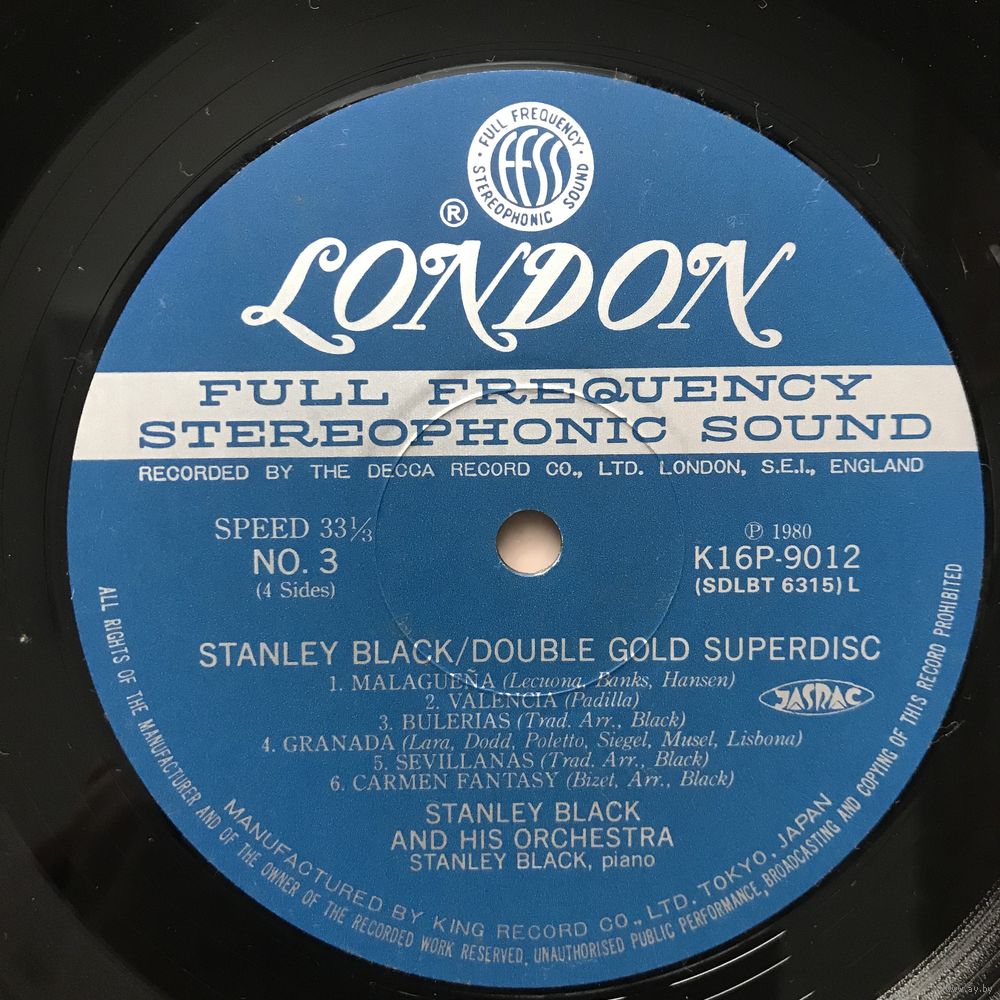 · FULL FREQUENCY · STEREOPHONIC SOUND
FFSS
®
LONDON
FULL FREQUENCY
STEREOPHONIC SOUND
RECORDED BY THE DECCA RECORD CO., LTD. LONDON, S.E.I., ENGLAND
SPEED 33⅓
NO. 3
(4 Sides)
℗ 1980
K16P-9012
(SDLBT 6315) L
STANLEY BLACK/DOUBLE GOLD SUPERDISC
1. MALAGUEÑA (Lecuona, Banks, Hansen)
2. VALENCIA (Padilla)
3. BULERIAS (Trad. Arr., Black)
4. GRANADA (Lara, Dodd, Poletto, Siegel, Musel, Lisbona)
5. SEVILLANAS (Trad. Arr., Black)
6. CARMEN FANTASY (Bizet, Arr., Black)
JASRAC
STANLEY BLACK
AND HIS ORCHESTRA
STANLEY BLACK, piano
MANUFACTURED BY KING RECORD CO., LTD. TOKYO, JAPAN
ALL RIGHTS OF THE MANUFACTURER AND OF THE OWNER OF THE RECORDED WORK RESERVED, UNAUTHORISED PUBLIC PERFORMANCE, BROADCASTING AND COPYING OF THIS RECORD PROHIBITED
www.ay.by